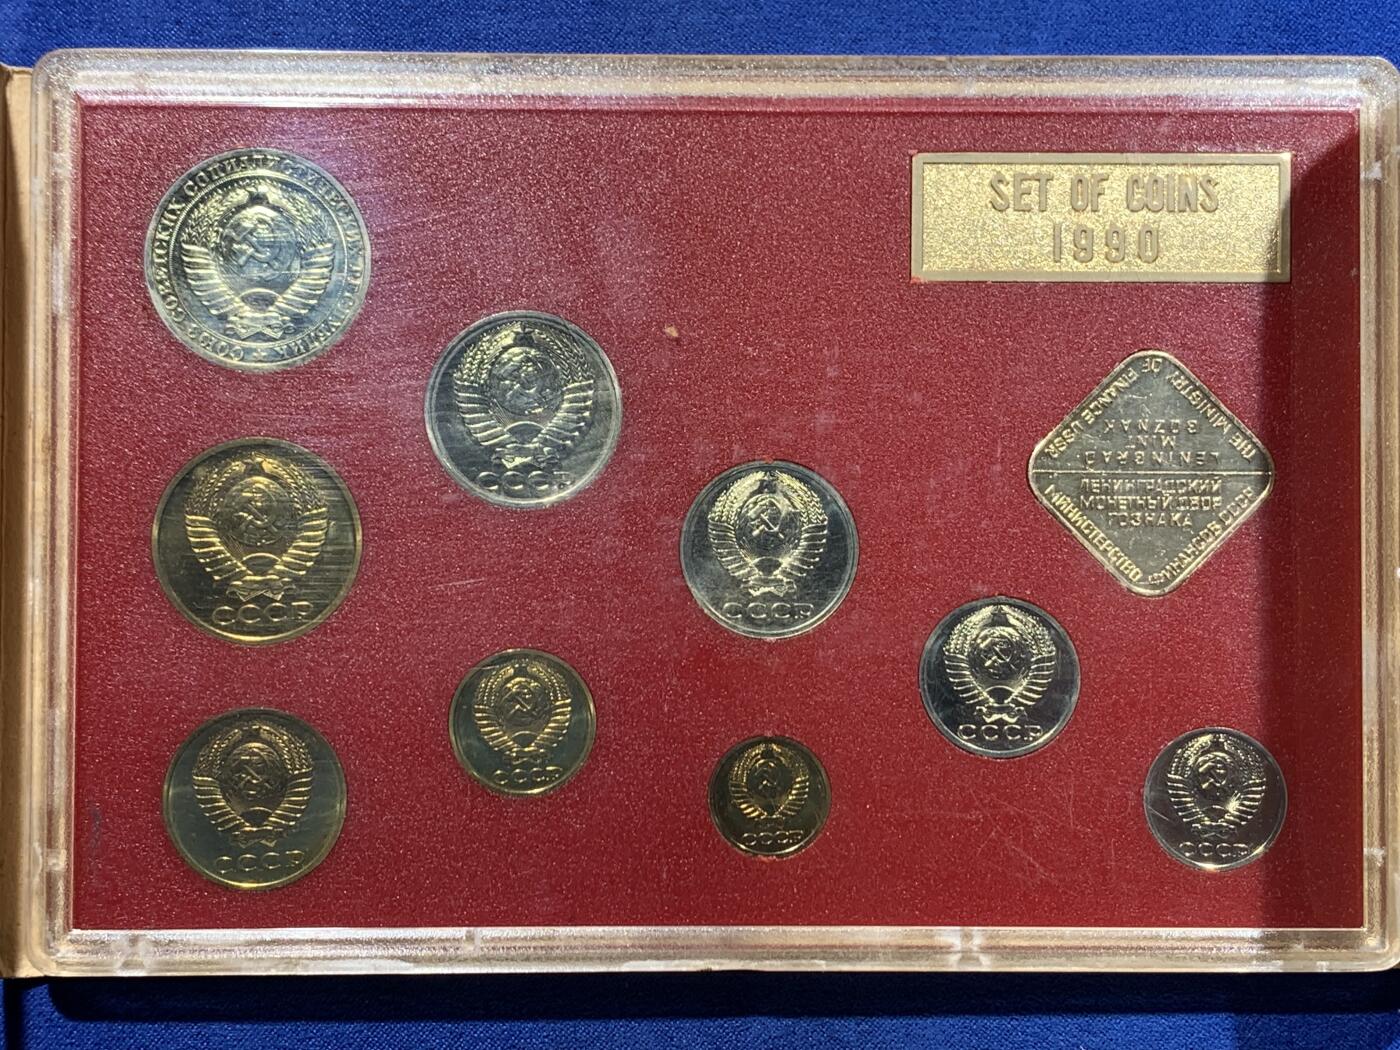 SET OF COINS
1990
СОЮЗ СОВЕТСКИХ СОЦИАЛИСТИЧЕСКИХ РЕСПУБЛИК
СССР
СССР
СССР
СССР
СССР
СССР
СССР
СССР
THE MINISTRY OF FINANCE USSR
LENINGRAD
MINT
GOZNAK
ЛЕНИНГРАДСКИЙ
МОНЕТНЫЙ ДВОР
ГОЗНАКА
МИНИСТЕРСТВО ФИНАНСОВ СССР